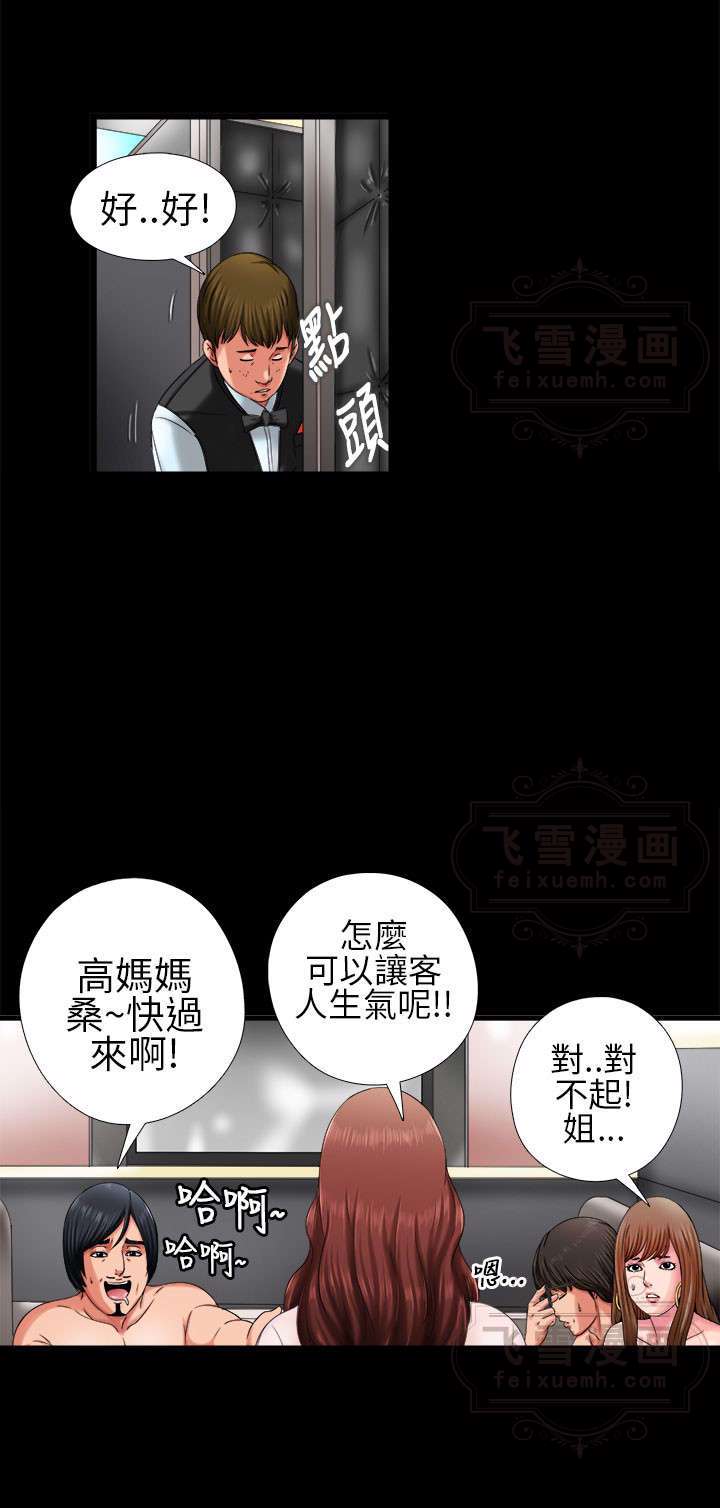 好..好!
點
頭
飞雪漫画
feixuemh.com
飞雪漫画
feixuemh.com
高媽媽
桑~快過
來啊!
怎麼
可以讓客
人生氣呢!!
對..對
不起!
姐...
哈啊~
哈啊~
嗯...
飞雪漫画
feixuemh.com